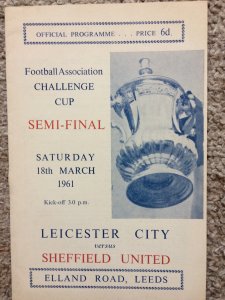 OFFICIAL PROGRAMME . . . PRICE 6d.
Football Association
CHALLENGE
CUP
SEMI-FINAL
SATURDAY
18th MARCH
1961
Kick-off 3.0 p.m.
LEICESTER CITY
versus
SHEFFIELD UNITED
ELLAND ROAD, LEEDS